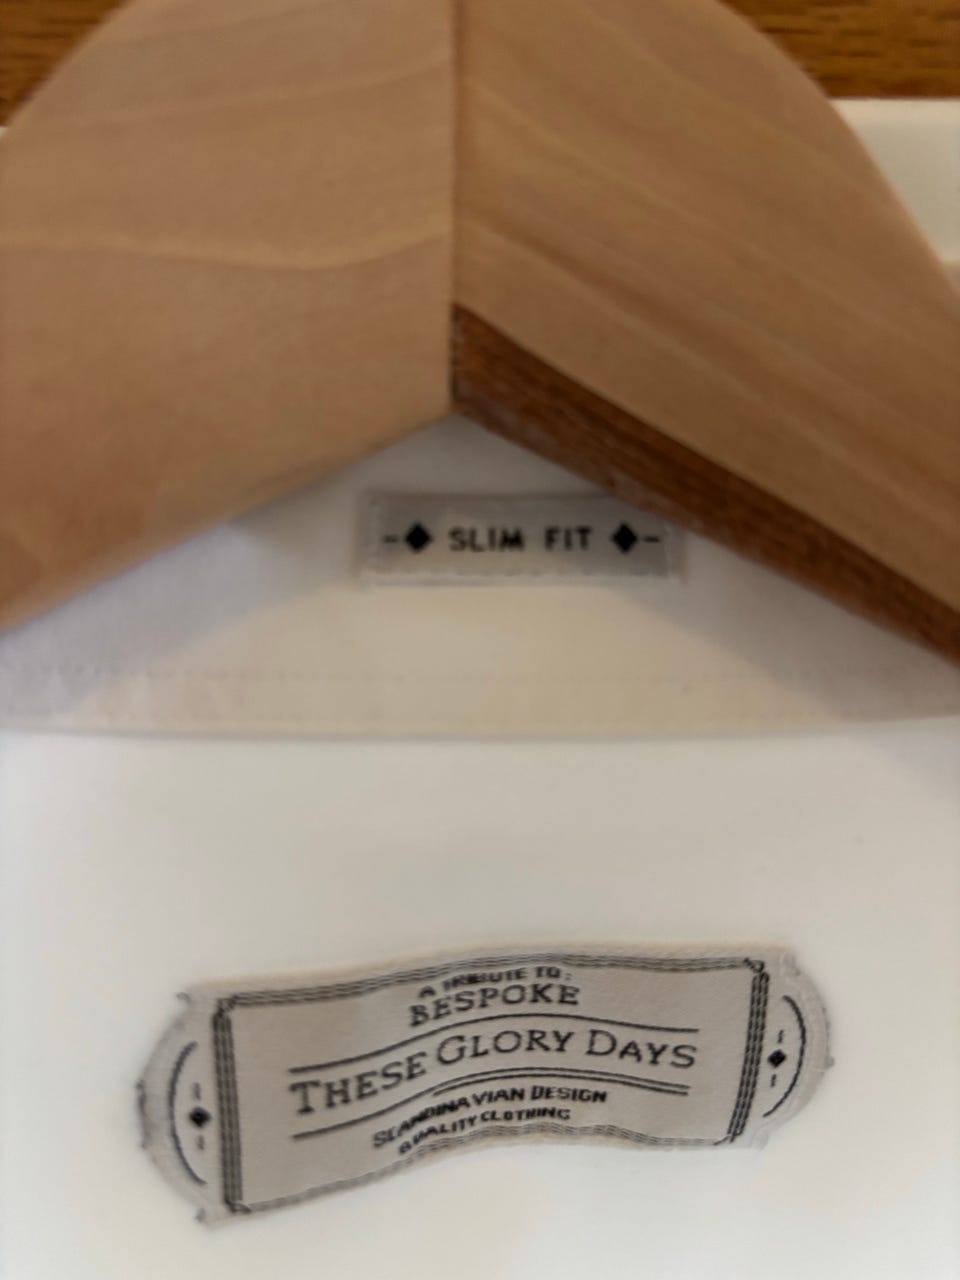 SLIM FIT
A TRIBUTE TO:
BESPOKE
THESE GLORY DAYS
SCANDINAVIAN DESIGN
QUALITY CLOTHING